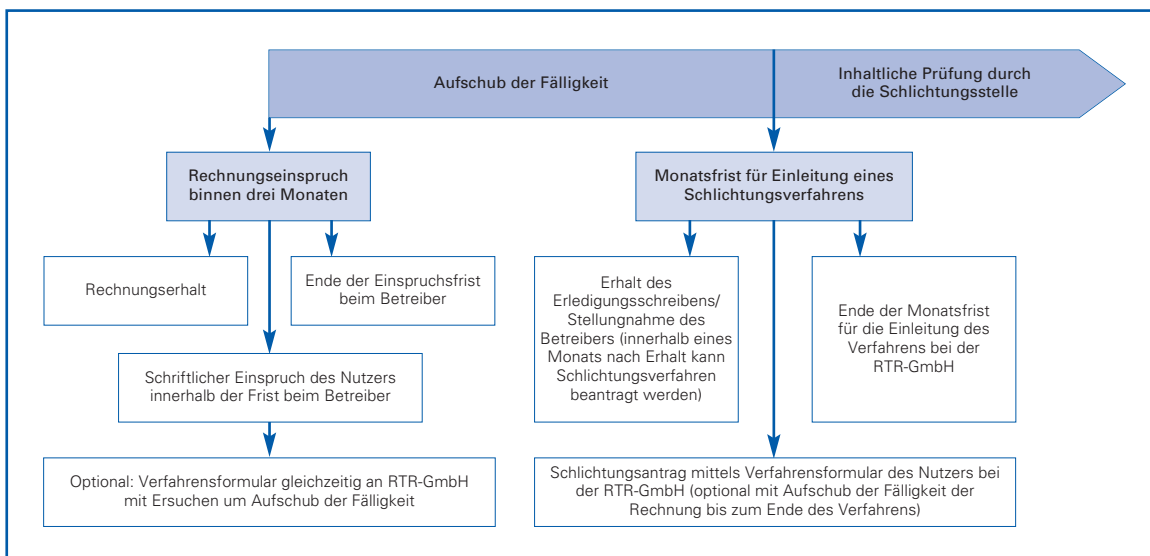 Aufschub der Fälligkeit
Inhaltliche Prüfung durch
die Schlichtungsstelle
Rechnungseinspruch
binnen drei Monaten
Rechnungserhalt
Ende der Einspruchsfrist
beim Betreiber
Schriftlicher Einspruch des Nutzers
innerhalb der Frist beim Betreiber
Optional: Verfahrensformular gleichzeitig an RTR-GmbH
mit Ersuchen um Aufschub der Fälligkeit
Monatsfrist für Einleitung eines
Schlichtungsverfahrens
Erhalt des
Erledigungsschreibens/
Stellungnahme des
Betreibers (innerhalb eines
Monats nach Erhalt kann
Schlichtungsverfahren
beantragt werden)
Ende der Monatsfrist
für die Einleitung des
Verfahrens bei der
RTR-GmbH
Schlichtungsantrag mittels Verfahrensformular des Nutzers bei
der RTR-GmbH (optional mit Aufschub der Fälligkeit der
Rechnung bis zum Ende des Verfahrens)